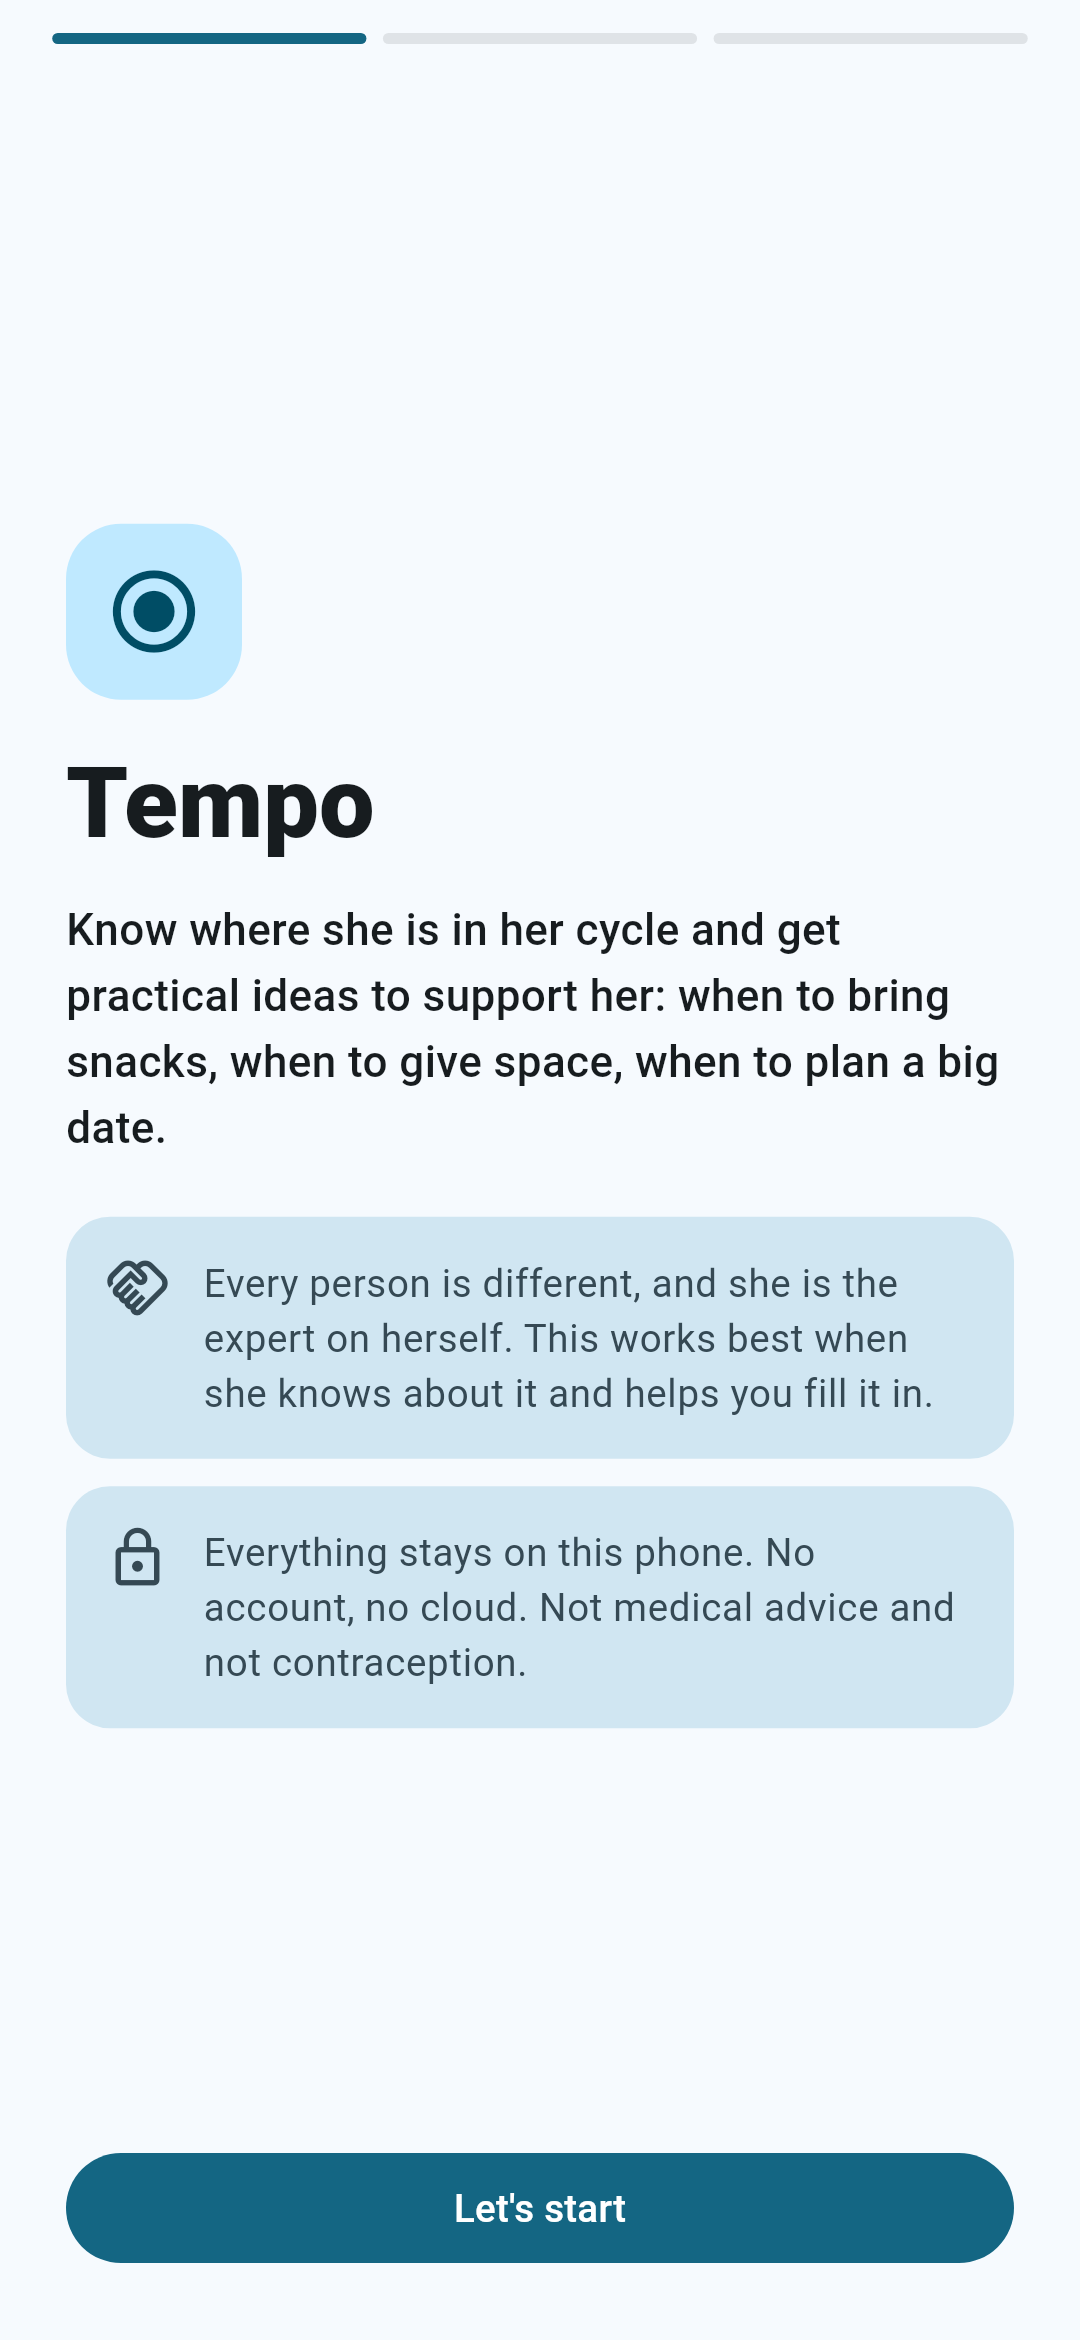 Tempo
Know where she is in her cycle and get
practical ideas to support her: when to bring
snacks, when to give space, when to plan a big
date.
Every person is different, and she is the
expert on herself. This works best when
she knows about it and helps you fill it in.
Everything stays on this phone. No
account, no cloud. Not medical advice and
not contraception.
Let's start